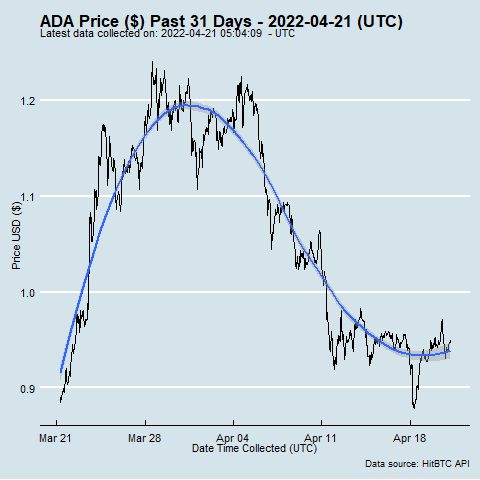 ADA Price ($) Past 31 Days - 2022-04-21 (UTC)
Latest data collected on: 2022-04-21 05:04:09 - UTC
1.2
1.1
1.0
0.9
Price USD ($)
Mar 21 Mar 28 Apr 04 Apr 11 Apr 18
Date Time Collected (UTC)
Data source: HitBTC API